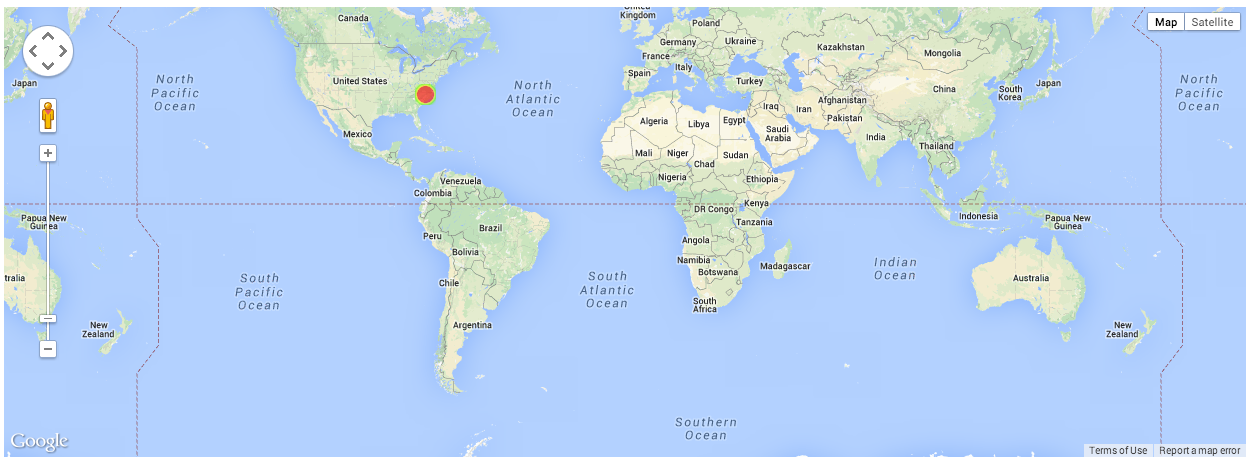 Canada
United
Kingdom
Poland
Germany
Ukraine
France
Italy
Spain
Turkey
Kazakhstan
Mongolia
Map
Satellite
Japan
North
Pacific
Ocean
United States
North
Atlantic
Ocean
China
South
Korea
Japan
North
Pacific
Ocean
Mexico
Algeria
Libya
Egypt
Iraq
Iran
Afghanistan
Pakistan
Saudi
Arabia
India
Thailand
Mali
Niger
Chad
Sudan
Nigeria
Ethiopia
Venezuela
Colombia
DR Congo
Kenya
Tanzania
Indonesia
Papua New
Guinea
Papua New
Guinea
Peru
Brazil
Bolivia
Angola
Namibia
Botswana
Madagascar
Indian
Ocean
Australia
tralia
South
Pacific
Ocean
Chile
South
Atlantic
Ocean
South
Africa
Argentina
New
Zealand
New
Zealand
Southern
Ocean
Google
Terms of Use
Report a map error